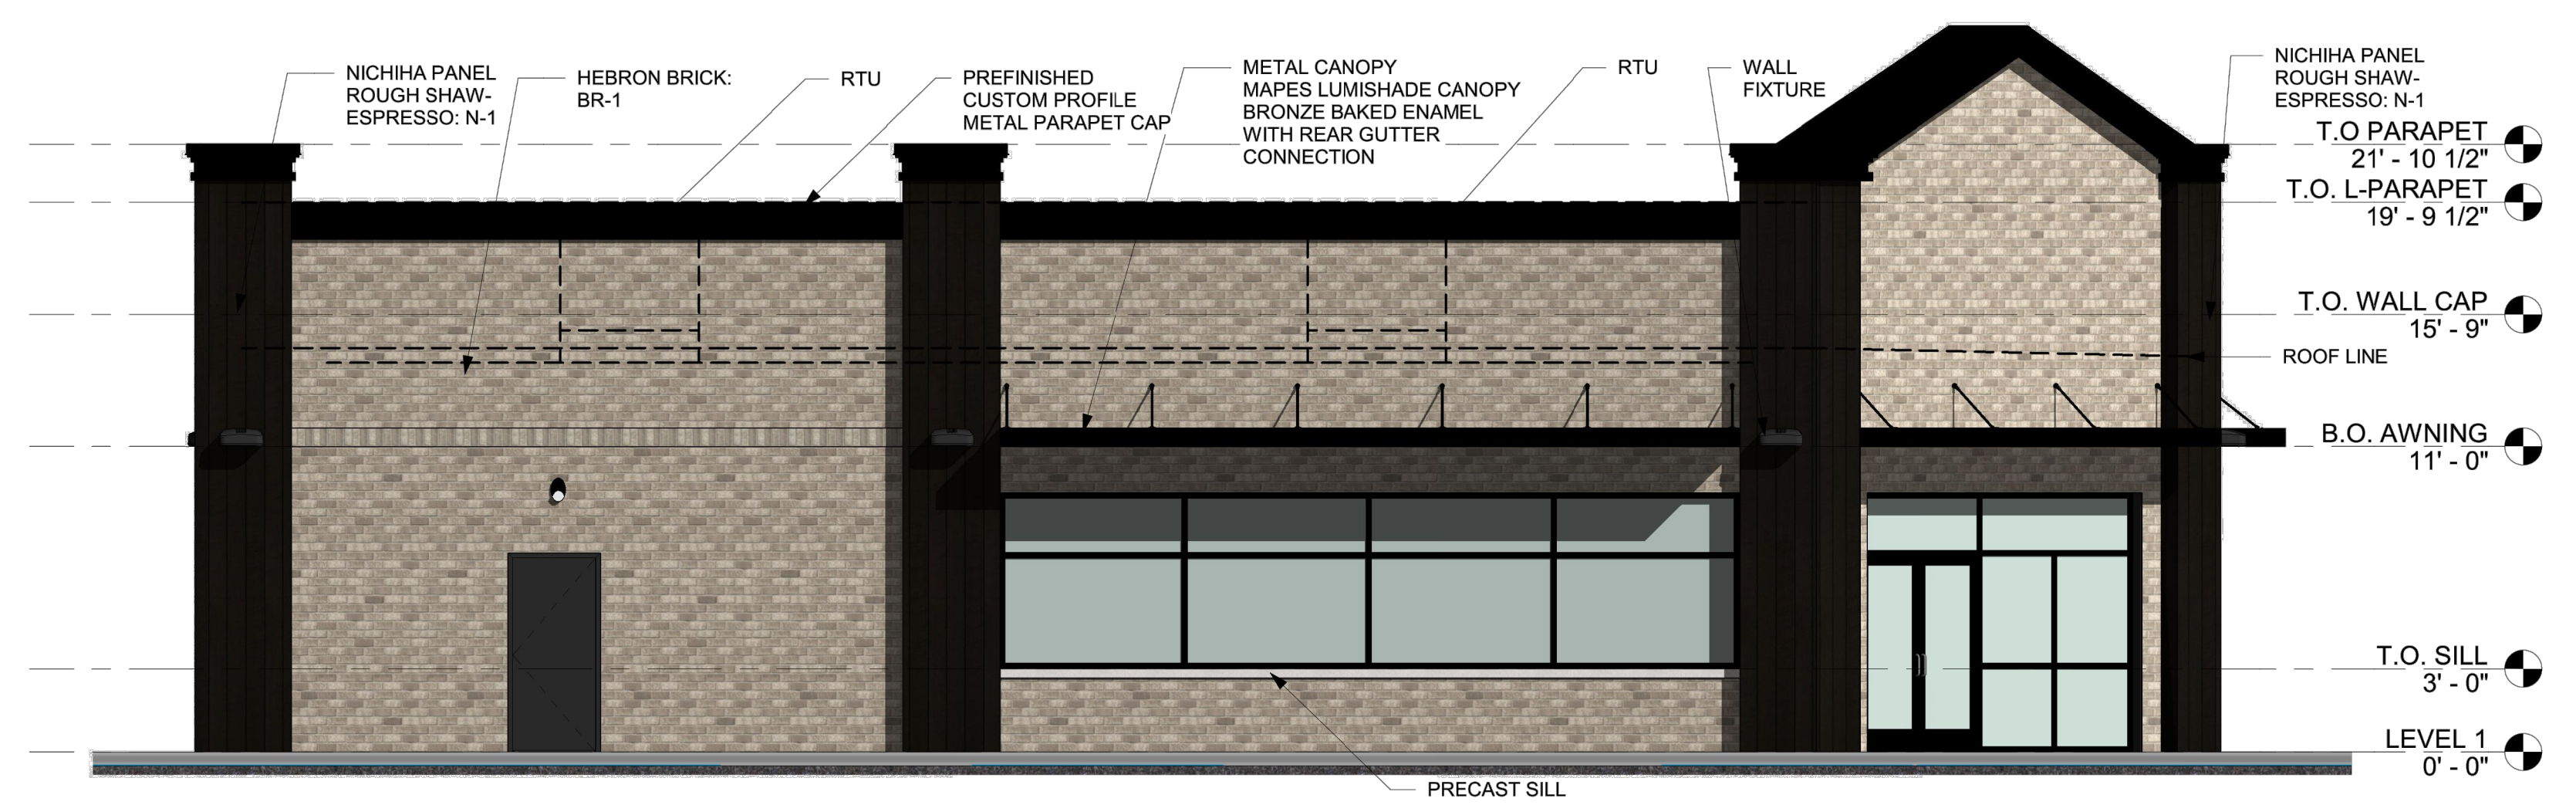 NICHIHA PANEL
ROUGH SHAW-
ESPRESSO: N-1
HEBRON BRICK:
BR-1
RTU
PREFINISHED
CUSTOM PROFILE
METAL PARAPET CAP
METAL CANOPY
MAPES LUMISHADE CANOPY
BRONZE BAKED ENAMEL
WITH REAR GUTTER
CONNECTION
RTU
WALL
FIXTURE
NICHIHA PANEL
ROUGH SHAW-
ESPRESSO: N-1
T.O PARAPET
21' - 10 1/2"
T.O. L-PARAPET
19' - 9 1/2"
T.O. WALL CAP
15' - 9"
ROOF LINE
B.O. AWNING
11' - 0"
T.O. SILL
3' - 0"
LEVEL 1
0' - 0"
PRECAST SILL